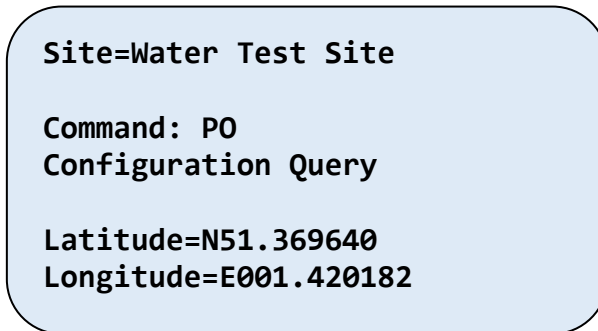 Site=Water Test Site
Command: PO
Configuration Query
Latitude=N51.369640
Longitude=E001.420182